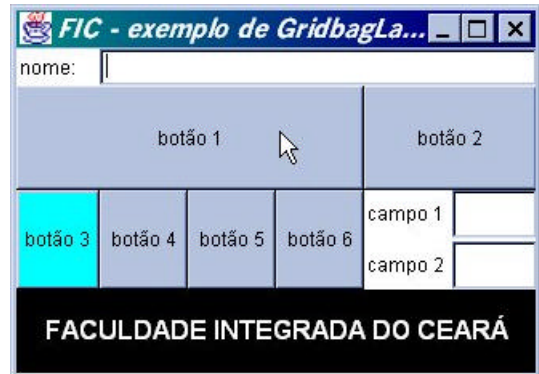 FIC - exemplo de GridbagLa...
nome:
botão 1
botão 2
botão 3
botão 4
botão 5
botão 6
campo 1
campo 2
FACULDADE INTEGRADA DO CEARÁ